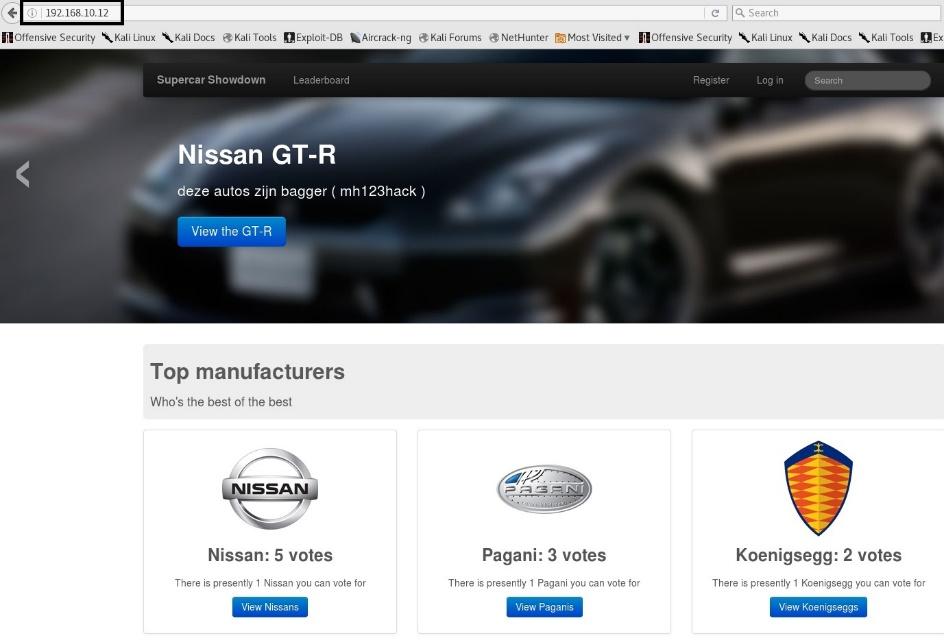 192.168.10.12
Search
Offensive Security Kali Linux Kali Docs Kali Tools Exploit-DB Aircrack-ng Kali Forums NetHunter Most Visited Offensive Security Kali Linux Kali Docs Kali Tools Ex
Supercar Showdown Leaderboard Register Log in Search
Nissan GT-R
deze autos zijn bagger ( mh123hack )
View the GT-R
Top manufacturers
Who's the best of the best
NISSAN
PAGANI
Nissan: 5 votes
Pagani: 3 votes
Koenigsegg: 2 votes
There is presently 1 Nissan you can vote for
There is presently 1 Pagani you can vote for
There is presently 1 Koenigsegg you can vote for
View Nissans
View Paganis
View Koenigseggs